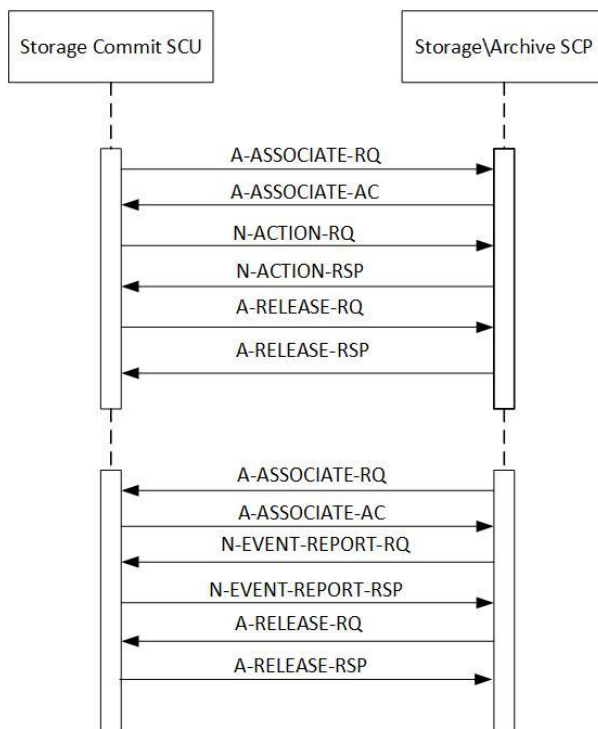 Storage Commit SCU
Storage\Archive SCP
A-ASSOCIATE-RQ
A-ASSOCIATE-AC
N-ACTION-RQ
N-ACTION-RSP
A-RELEASE-RQ
A-RELEASE-RSP
A-ASSOCIATE-RQ
A-ASSOCIATE-AC
N-EVENT-REPORT-RQ
N-EVENT-REPORT-RSP
A-RELEASE-RQ
A-RELEASE-RSP